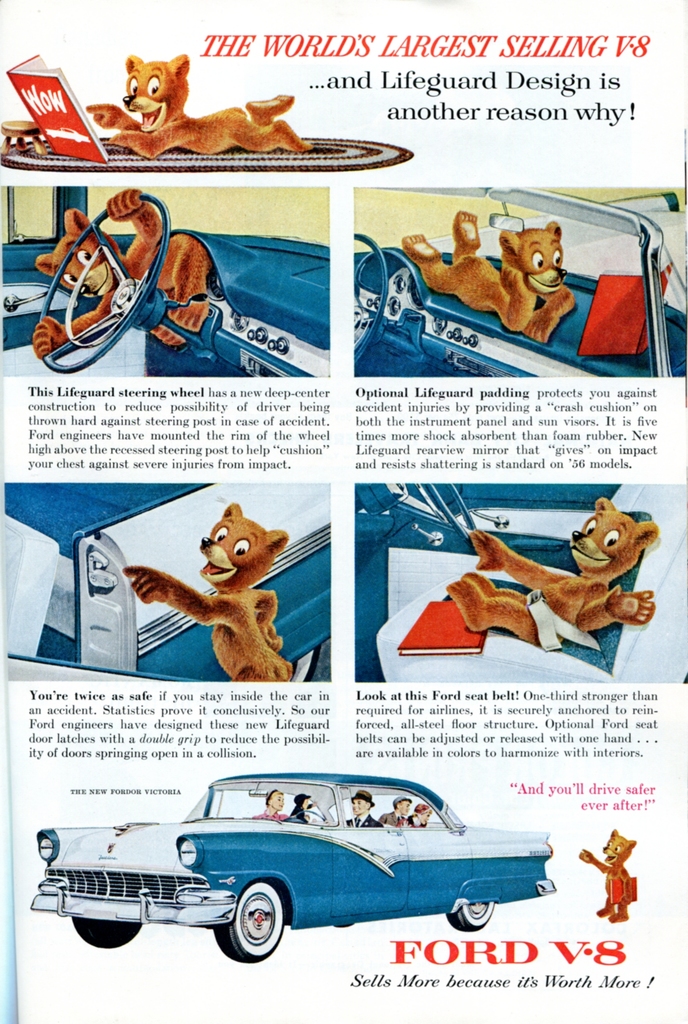 THE WORLD'S LARGEST SELLING V·8
...and Lifeguard Design is
another reason why!
WOW
This Lifeguard steering wheel has a new deep-center
construction to reduce possibility of driver being
thrown hard against steering post in case of accident.
Ford engineers have mounted the rim of the wheel
high above the recessed steering post to help "cushion"
your chest against severe injuries from impact.
Optional Lifeguard padding protects you against
accident injuries by providing a "crash cushion" on
both the instrument panel and sun visors. It is five
times more shock absorbent than foam rubber. New
Lifeguard rearview mirror that "gives" on impact
and resists shattering is standard on '56 models.
You're twice as safe if you stay inside the car in
an accident. Statistics prove it conclusively. So our
Ford engineers have designed these new Lifeguard
door latches with a double grip to reduce the possibil-
ity of doors springing open in a collision.
Look at this Ford seat belt! One-third stronger than
required for airlines, it is securely anchored to rein-
forced, all-steel floor structure. Optional Ford seat
belts can be adjusted or released with one hand . . .
are available in colors to harmonize with interiors.
THE NEW FORDOR VICTORIA
"And you'll drive safer
ever after!"
FORD V·8
Sells More because it's Worth More !